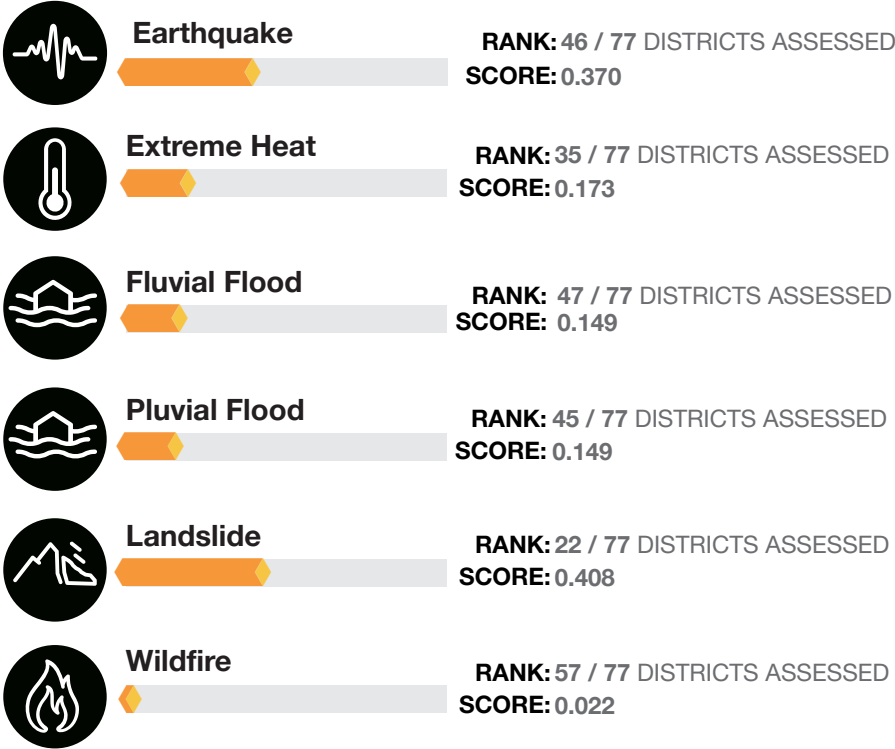 Earthquake
RANK: 46 / 77 DISTRICTS ASSESSED
SCORE: 0.370
Extreme Heat
RANK: 35 / 77 DISTRICTS ASSESSED
SCORE: 0.173
Fluvial Flood
RANK: 47 / 77 DISTRICTS ASSESSED
SCORE: 0.149
Pluvial Flood
RANK: 45 / 77 DISTRICTS ASSESSED
SCORE: 0.149
Landslide
RANK: 22 / 77 DISTRICTS ASSESSED
SCORE: 0.408
Wildfire
RANK: 57 / 77 DISTRICTS ASSESSED
SCORE: 0.022